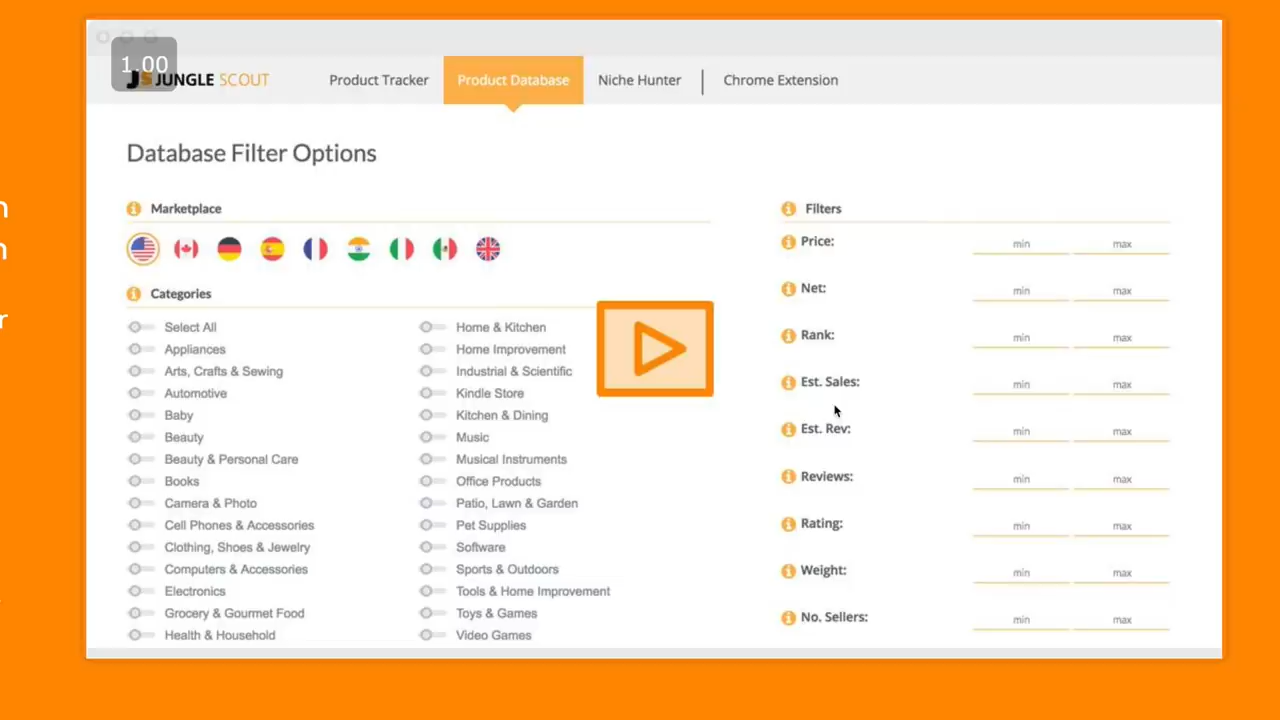 1.00
JS JUNGLE SCOUT
Product Tracker
Product Database
Niche Hunter
Chrome Extension
Database Filter Options
Marketplace
Categories
Select All
Appliances
Arts, Crafts & Sewing
Automotive
Baby
Beauty
Beauty & Personal Care
Books
Camera & Photo
Cell Phones & Accessories
Clothing, Shoes & Jewelry
Computers & Accessories
Electronics
Grocery & Gourmet Food
Health & Household
Home & Kitchen
Home Improvement
Industrial & Scientific
Kindle Store
Kitchen & Dining
Music
Musical Instruments
Office Products
Patio, Lawn & Garden
Pet Supplies
Software
Sports & Outdoors
Tools & Home Improvement
Toys & Games
Video Games
Filters
Price: min max
Net: min max
Rank: min max
Est. Sales: min max
Est. Rev: min max
Reviews: min max
Rating: min max
Weight: min max
No. Sellers: min max